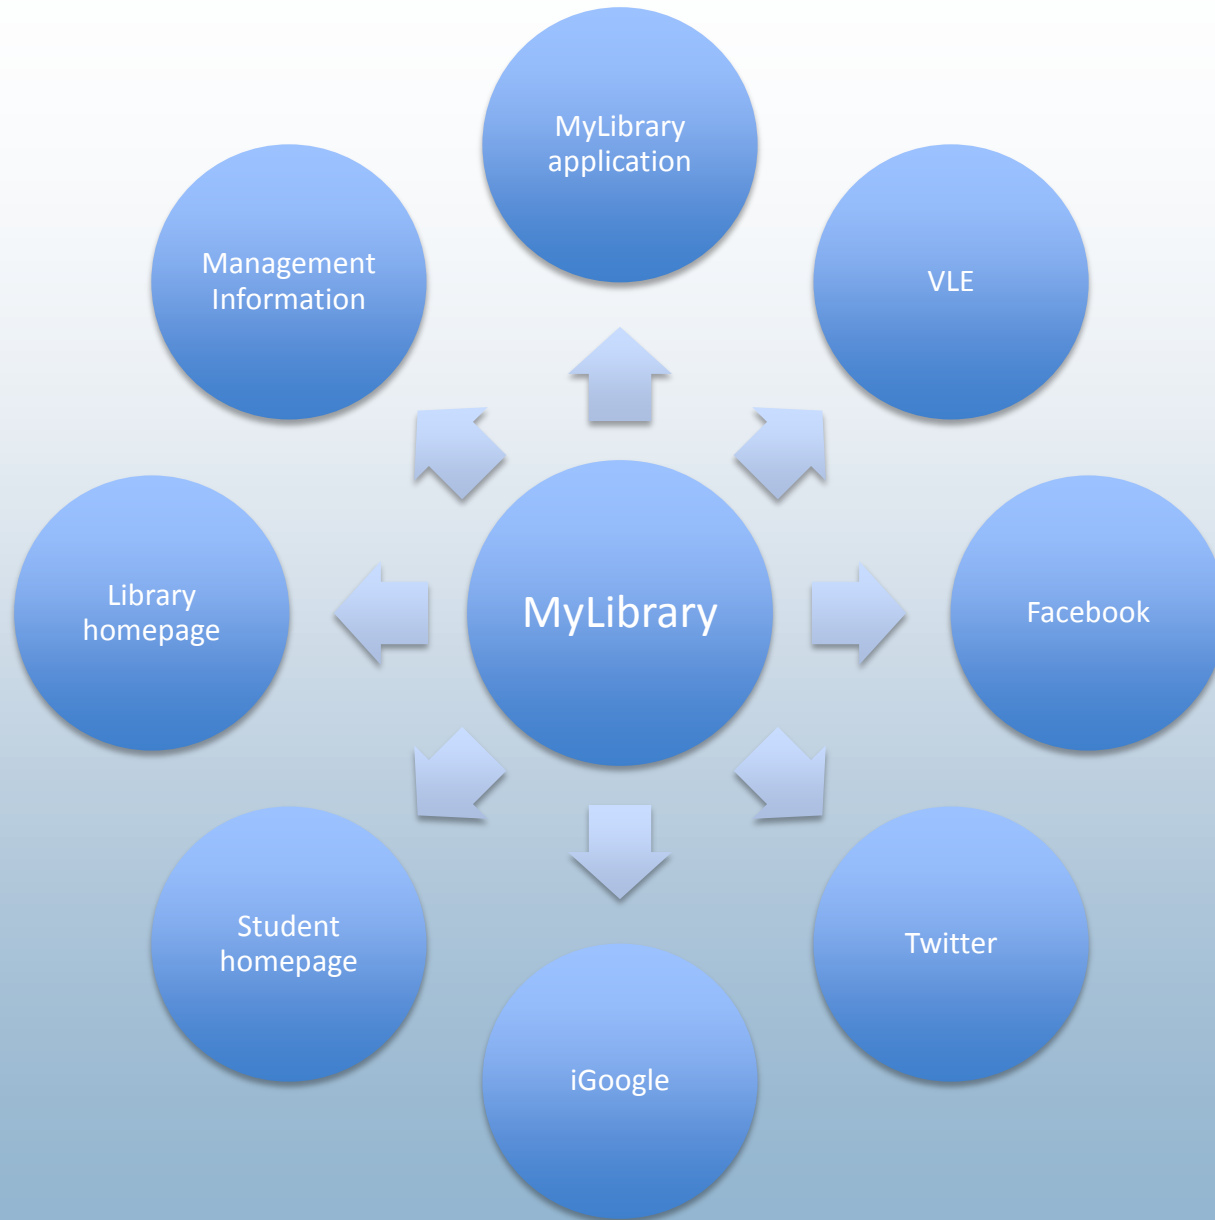 MyLibrary
application
Management
Information
VLE
Library
homepage
MyLibrary
Facebook
Student
homepage
Twitter
iGoogle